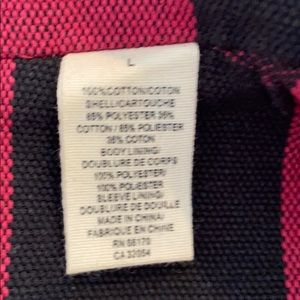 L
100%COTTON/COTON
SHELL/CARTOUCHE
65% POLYESTER 35%
COTTON / 65% POLIESTER
35% COTON
BODY LINING/
DOUBLURE DE CORPS
100% POLYESTER/
100% POLIESTER
SLEEVE LINING/
DOUBLURE DE DOUILLE
MADE IN CHINA/
FABRIQUE EN CHINE
RN 56170
CA 32054